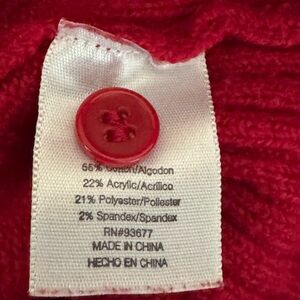 55% Cotton/Algodon
22% Acrylic/Acrilico
21% Polyester/Poliester
2% Spandex/Spandex
RN#93677
MADE IN CHINA
HECHO EN CHINA